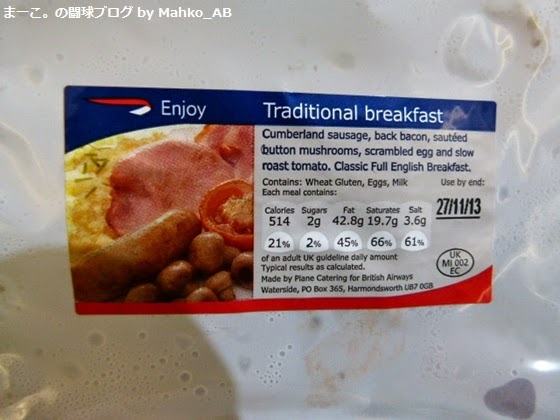 まーこ。の闘球ブログ by Mahko_AB
Enjoy
Traditional breakfast
Cumberland sausage, back bacon, sautéed
button mushrooms, scrambled egg and slow
roast tomato. Classic Full English Breakfast.
Contains: Wheat Gluten, Eggs, Milk
Use by end:
Each meal contains:
27/11/13
Calories Sugars Fat Saturates Salt
514 2g 42.8g 19.7g 3.6g
21% 2% 45% 66% 61%
of an adult UK guideline daily amount
Typical results as calculated.
Made by Plane Catering for British Airways
Waterside, PO Box 365, Harmondsworth UB7 0GB
UK
MI 002
EC